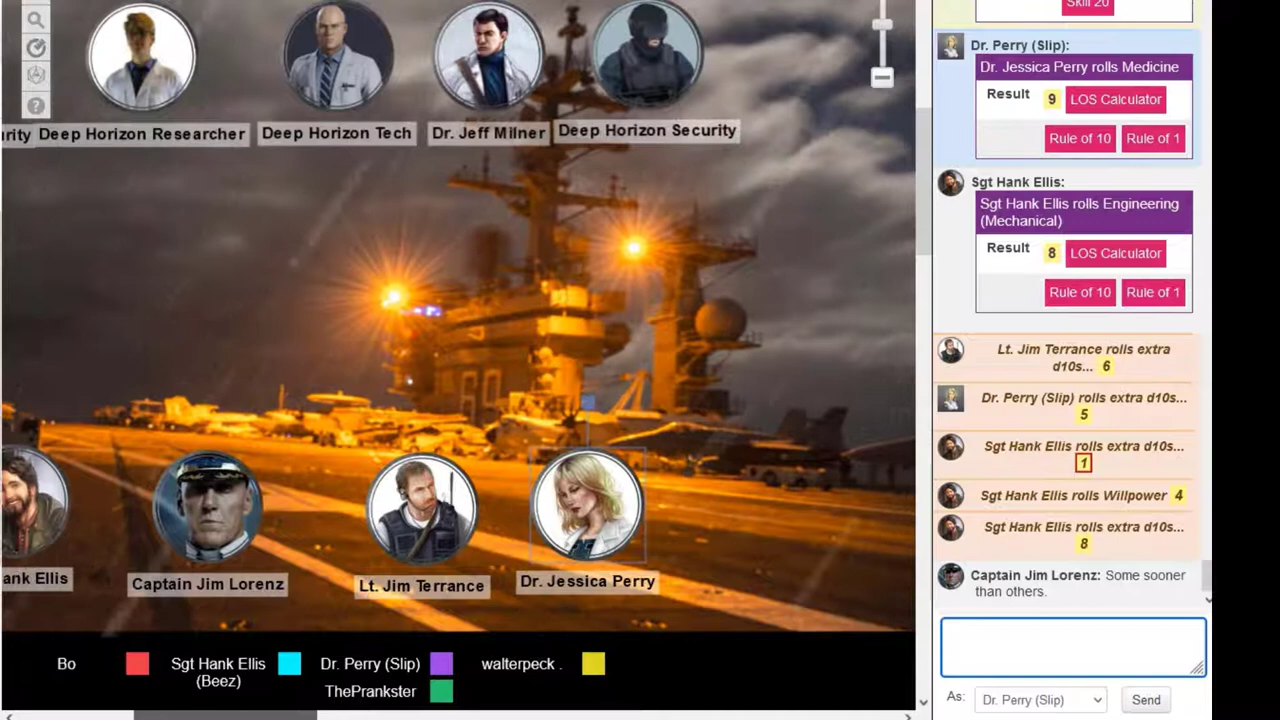 rity
Deep Horizon Researcher
Deep Horizon Tech
Dr. Jeff Milner
Deep Horizon Security
ank Ellis
Captain Jim Lorenz
Lt. Jim Terrance
Dr. Jessica Perry
Bo
Sgt Hank Ellis
(Beez)
Dr. Perry (Slip)
walterpeck .
ThePrankster
Skill 20
Dr. Perry (Slip):
Dr. Jessica Perry rolls Medicine
Result 9 LOS Calculator
Rule of 10 Rule of 1
Sgt Hank Ellis:
Sgt Hank Ellis rolls Engineering
(Mechanical)
Result 8 LOS Calculator
Rule of 10 Rule of 1
Lt. Jim Terrance rolls extra
d10s... 6
Dr. Perry (Slip) rolls extra d10s...
5
Sgt Hank Ellis rolls extra d10s...
1
Sgt Hank Ellis rolls Willpower 4
Sgt Hank Ellis rolls extra d10s...
8
Captain Jim Lorenz: Some sooner
than others.
As: Dr. Perry (Slip) Send